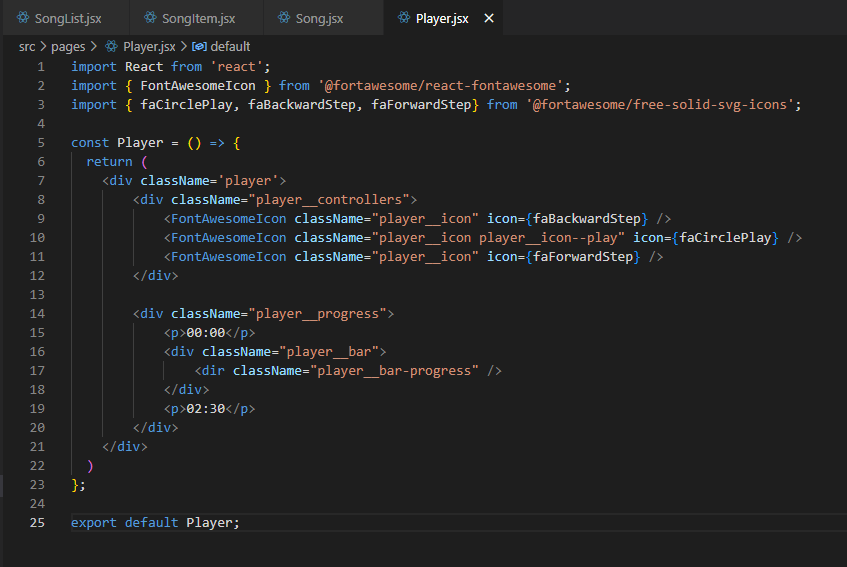 SongList.jsx SongItem.jsx Song.jsx Player.jsx ✕
src > pages > Player.jsx > default
1 import React from 'react';
2 import { FontAwesomeIcon } from '@fortawesome/react-fontawesome';
3 import { faCirclePlay, faBackwardStep, faForwardStep} from '@fortawesome/free-solid-svg-icons';
4
5 const Player = () => {
6   return (
7     <div className='player'>
8         <div className="player__controllers">
9             <FontAwesomeIcon className="player__icon" icon={faBackwardStep} />
10             <FontAwesomeIcon className="player__icon player__icon--play" icon={faCirclePlay} />
11             <FontAwesomeIcon className="player__icon" icon={faForwardStep} />
12         </div>
13
14         <div className="player__progress">
15             <p>00:00</p>
16             <div className="player__bar">
17                 <dir className="player__bar-progress" />
18             </div>
19             <p>02:30</p>
20         </div>
21     </div>
22   )
23 };
24
25 export default Player;